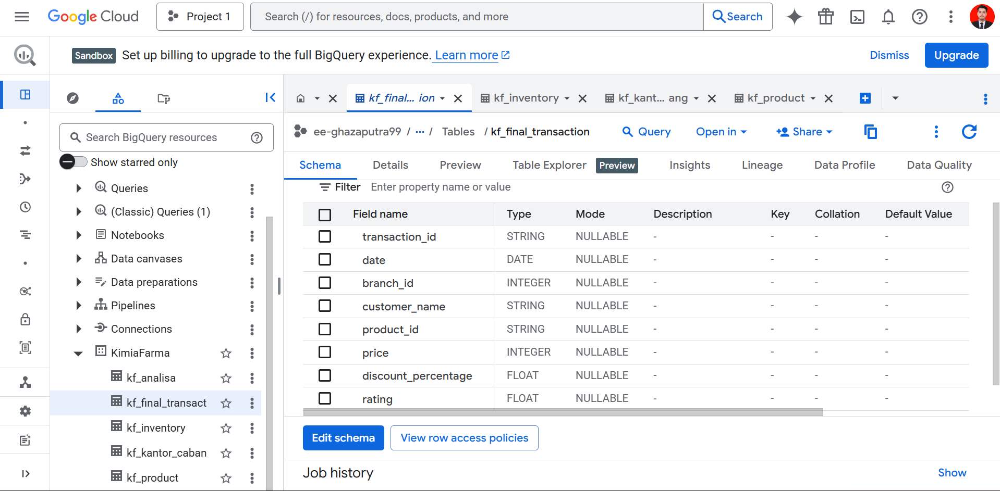 Google Cloud
Project 1
Search (/) for resources, docs, products, and more
Search
Sandbox
Set up billing to upgrade to the full BigQuery experience. Learn more
Dismiss
Upgrade
kf_final... ion
kf_inventory
kf_kant... ang
kf_product
Search BigQuery resources
Show starred only
Queries
(Classic) Queries (1)
Notebooks
Data canvases
Data preparations
Pipelines
Connections
KimiaFarma
kf_analisa
kf_final_transact
kf_inventory
kf_kantor_caban
kf_product
ee-ghazaputra99 / ... / Tables / kf_final_transaction
Query
Open in
Share
Schema
Details
Preview
Table Explorer
Preview
Insights
Lineage
Data Profile
Data Quality
Filter Enter property name or value
Field name Type Mode Description Key Collation Default Value
transaction_id STRING NULLABLE - - - -
date DATE NULLABLE - - - -
branch_id INTEGER NULLABLE - - - -
customer_name STRING NULLABLE - - - -
product_id STRING NULLABLE - - - -
price INTEGER NULLABLE - - - -
discount_percentage FLOAT NULLABLE - - - -
rating FLOAT NULLABLE - - - -
Edit schema
View row access policies
Job history
Show